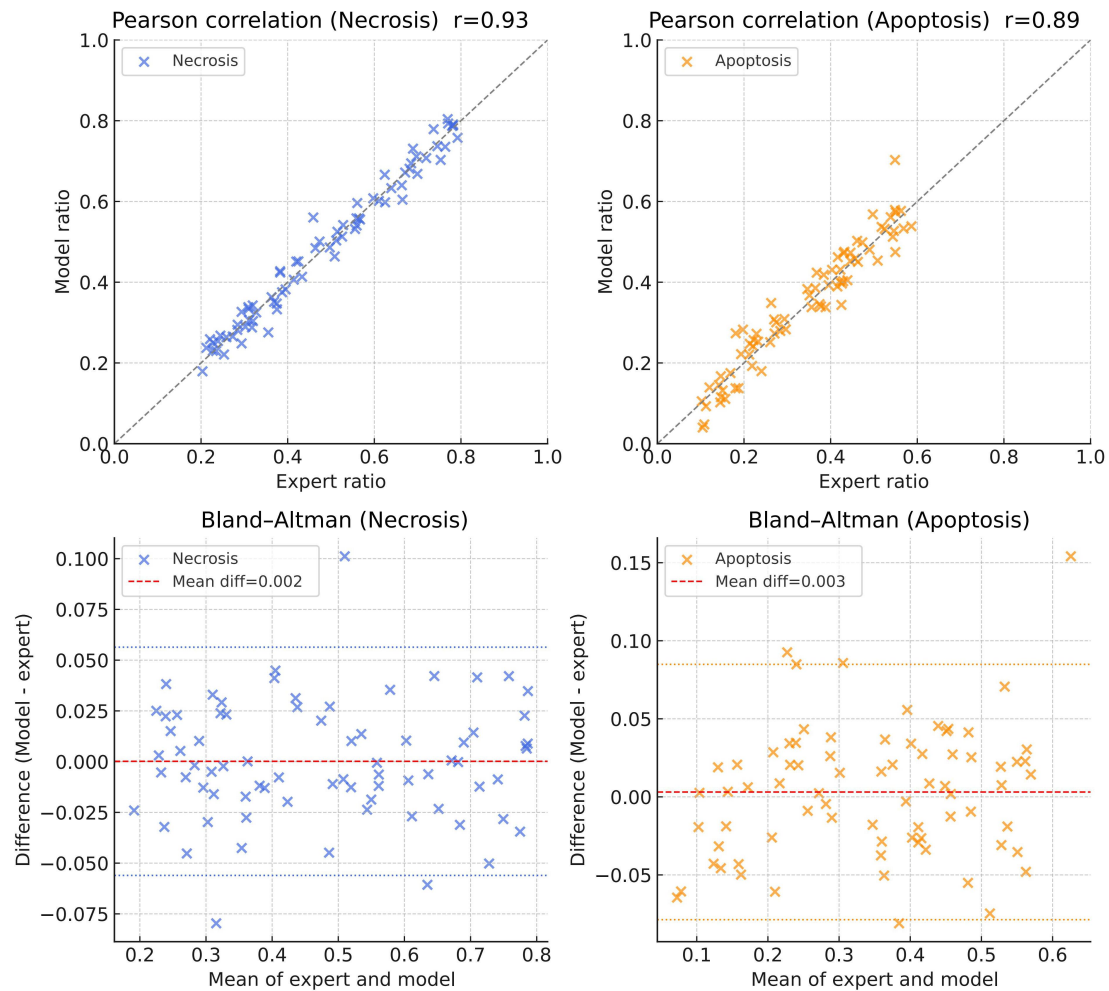 Pearson correlation (Necrosis)  r=0.93
Necrosis
1.0
0.8
0.6
0.4
0.2
0.0
Model ratio
0.0 0.2 0.4 0.6 0.8 1.0
Expert ratio
Pearson correlation (Apoptosis)  r=0.89
Apoptosis
1.0
0.8
0.6
0.4
0.2
0.0
Model ratio
0.0 0.2 0.4 0.6 0.8 1.0
Expert ratio
Bland–Altman (Necrosis)
Necrosis
Mean diff=0.002
0.100
0.075
0.050
0.025
0.000
−0.025
−0.050
−0.075
Difference (Model - expert)
0.2 0.3 0.4 0.5 0.6 0.7 0.8
Mean of expert and model
Bland–Altman (Apoptosis)
Apoptosis
Mean diff=0.003
0.15
0.10
0.05
0.00
−0.05
Difference (Model - expert)
0.1 0.2 0.3 0.4 0.5 0.6
Mean of expert and model